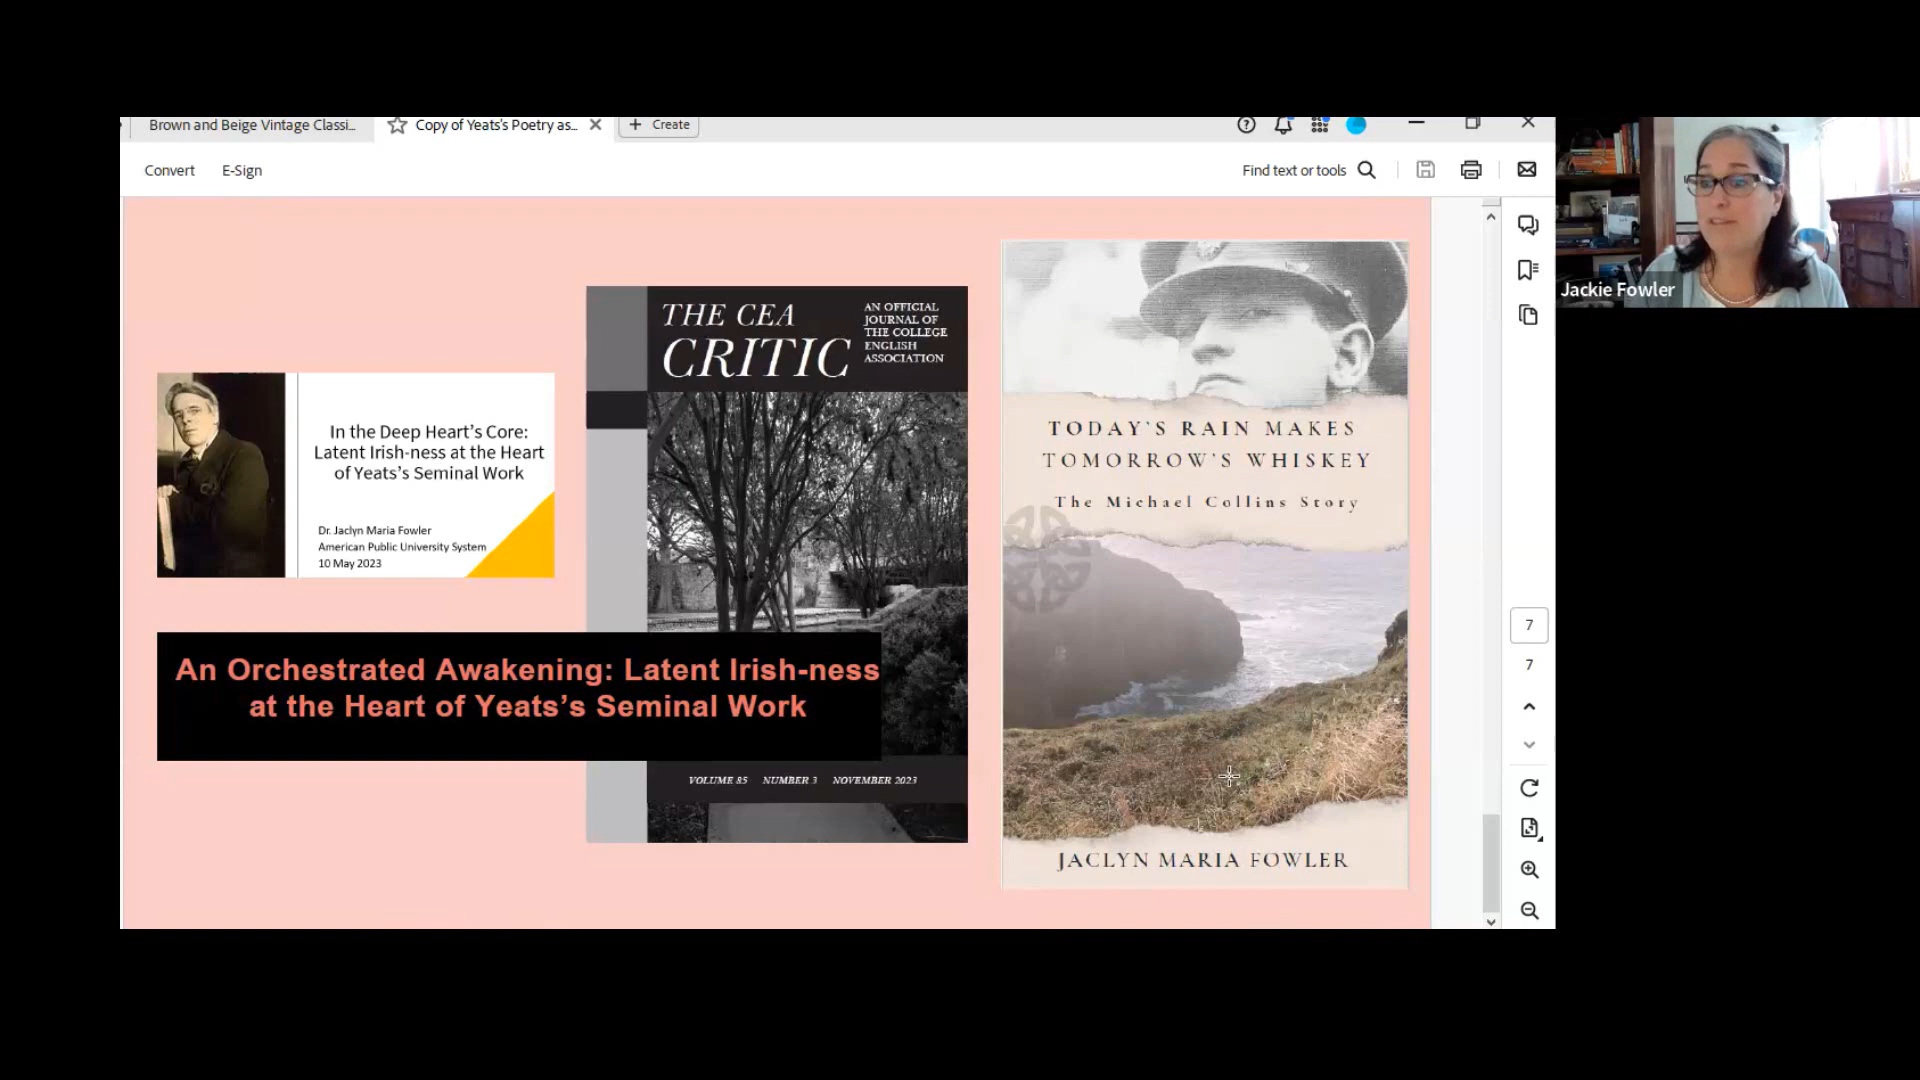 Brown and Beige Vintage Classi...
Copy of Yeats's Poetry as...
Create
Convert
E-Sign
Find text or tools
Jackie Fowler
In the Deep Heart's Core:
Latent Irish-ness at the Heart
of Yeats's Seminal Work
Dr. Jaclyn Maria Fowler
American Public University System
10 May 2023
THE CEA
CRITIC
AN OFFICIAL
JOURNAL OF
THE COLLEGE
ENGLISH
ASSOCIATION
An Orchestrated Awakening: Latent Irish-ness
at the Heart of Yeats's Seminal Work
VOLUME 85 NUMBER 3 NOVEMBER 2023
TODAY'S RAIN MAKES
TOMORROW'S WHISKEY
The Michael Collins Story
JACLYN MARIA FOWLER
7
7